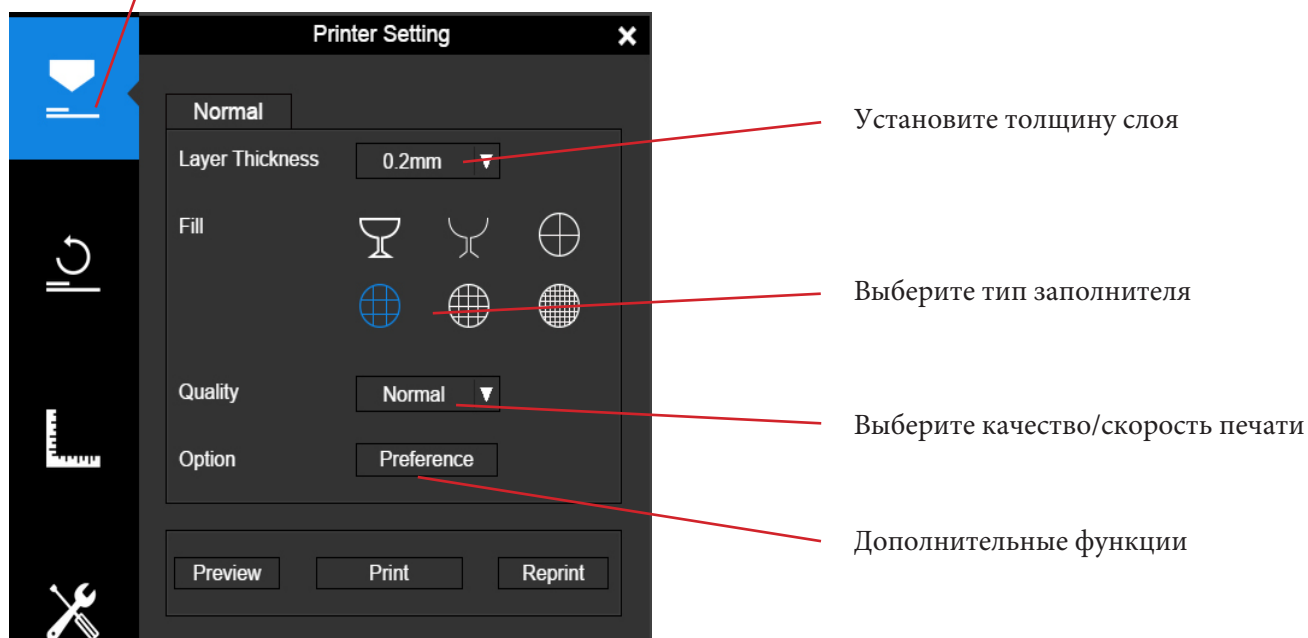 Printer Setting
Normal
Установите толщину слоя
Layer Thickness 0.2mm
Fill
Выберите тип заполнителя
Quality Normal
Выберите качество/скорость печати
Option Preference
Дополнительные функции
Preview Print Reprint